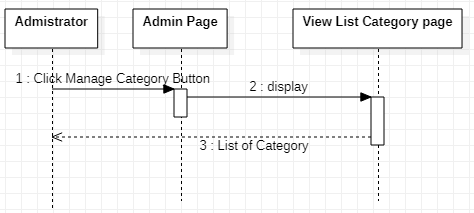 Admistrator
Admin Page
View List Category page
1 : Click Manage Category Button
2 : display
3 : List of Category